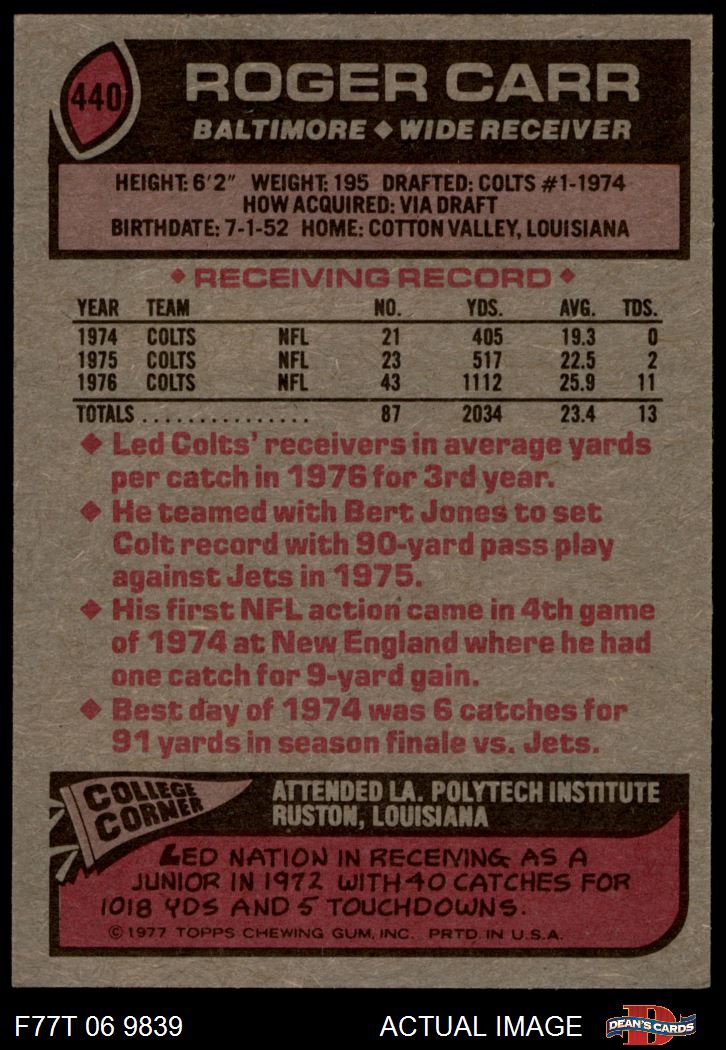 440
ROGER CARR
BALTIMORE ◆ WIDE RECEIVER
HEIGHT: 6'2" WEIGHT: 195 DRAFTED: COLTS #1-1974
HOW ACQUIRED: VIA DRAFT
BIRTHDATE: 7-1-52 HOME: COTTON VALLEY, LOUISIANA
◆ RECEIVING RECORD ◆
YEAR TEAM NO. YDS. AVG. TDS.
1974 COLTS NFL 21 405 19.3 0
1975 COLTS NFL 23 517 22.5 2
1976 COLTS NFL 43 1112 25.9 11
TOTALS . . . . . . . . . . . . . . . 87 2034 23.4 13
◆ Led Colts' receivers in average yards
per catch in 1976 for 3rd year.
◆ He teamed with Bert Jones to set
Colt record with 90-yard pass play
against Jets in 1975.
◆ His first NFL action came in 4th game
of 1974 at New England where he had
one catch for 9-yard gain.
◆ Best day of 1974 was 6 catches for
91 yards in season finale vs. Jets.
COLLEGE
CORNER
ATTENDED LA. POLYTECH INSTITUTE
RUSTON, LOUISIANA
LED NATION IN RECEIVING AS A
JUNIOR IN 1972 WITH 40 CATCHES FOR
1018 YDS AND 5 TOUCHDOWNS.
© 1977 TOPPS CHEWING GUM, INC. PRTD. IN U.S.A.
F77T 06 9839 ACTUAL IMAGE
D
DEAN'S CARDS